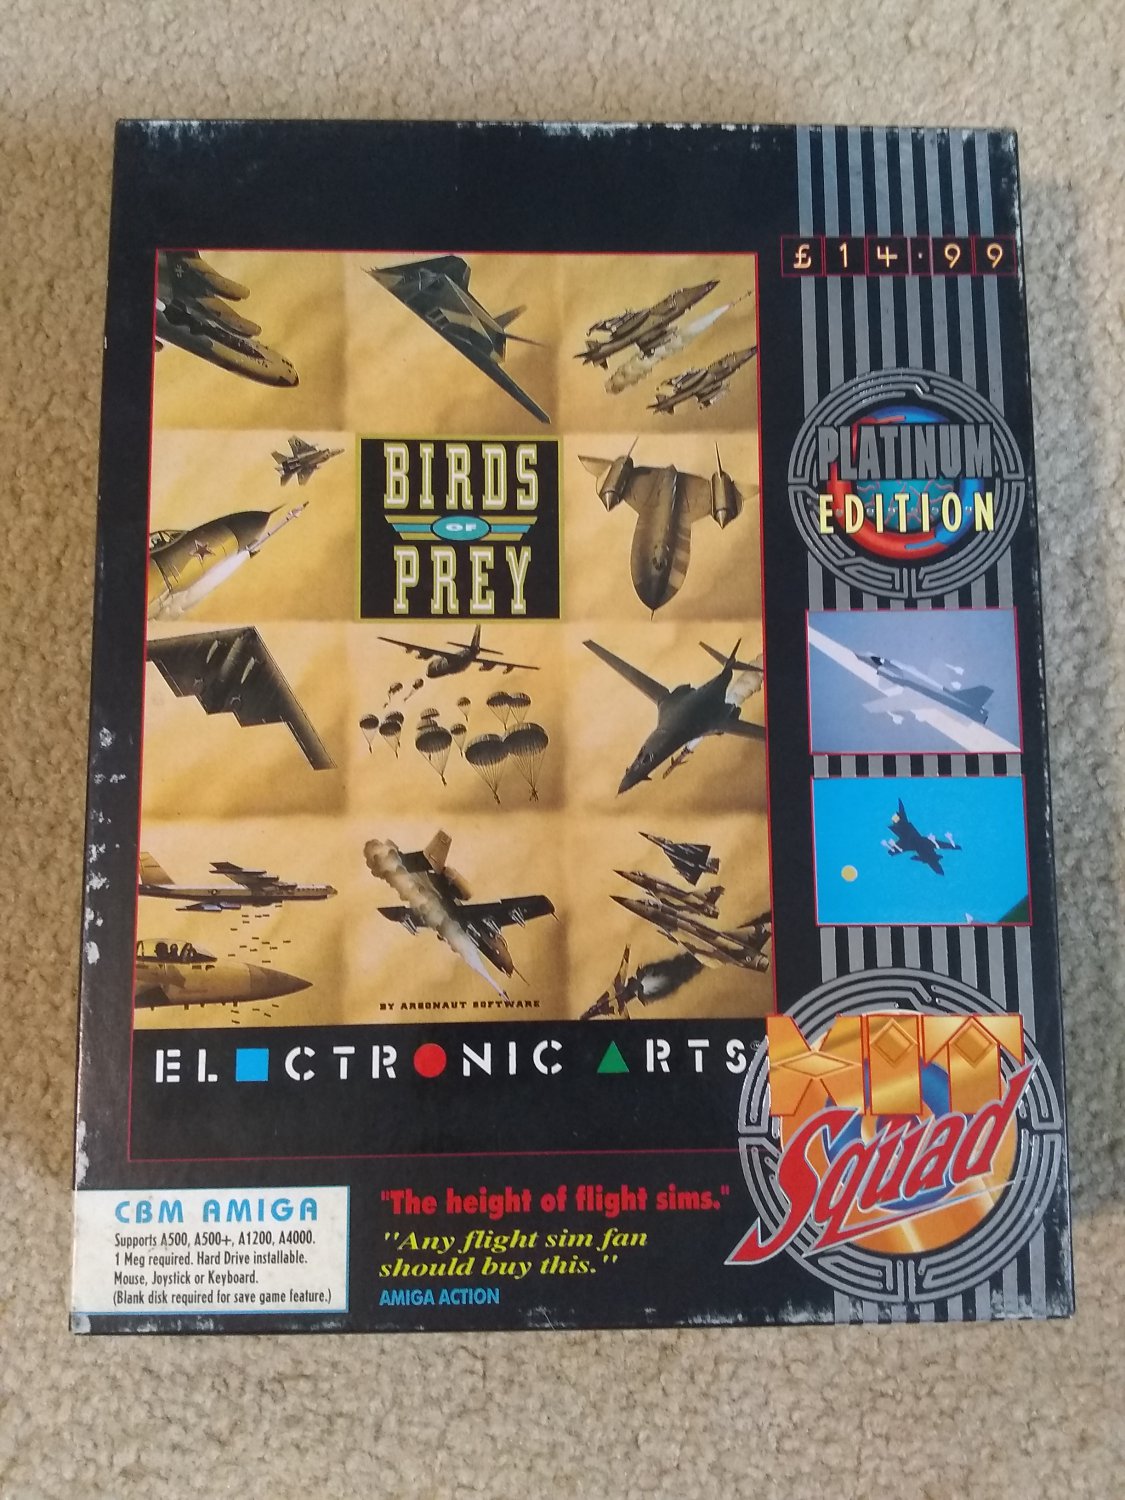 £14.99
PLATINUM
EDITION
BIRDS
OF
PREY
BY ARGONAUT SOFTWARE
ELECTRONIC ARTS
HIT
Squad
CBM AMIGA
Supports A500, A500+, A1200, A4000.
1 Meg required. Hard Drive installable.
Mouse, Joystick or Keyboard.
(Blank disk required for save game feature.)
"The height of flight sims."
"Any flight sim fan
should buy this."
AMIGA ACTION